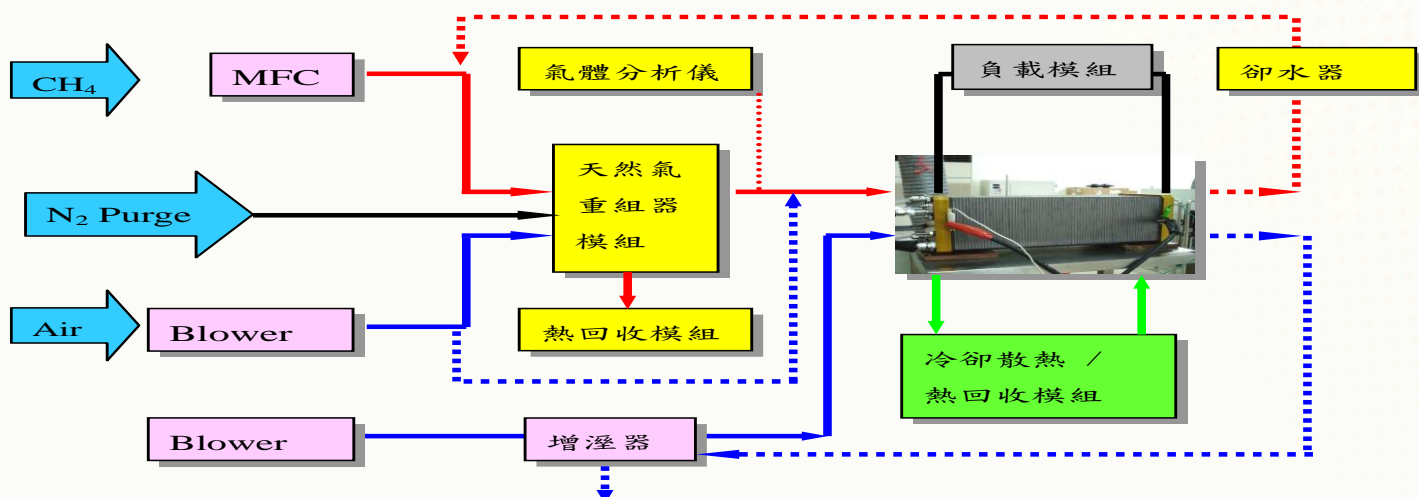 CH₄
MFC
氣體分析儀
負載模組
卻水器
天然氣
重組器
模組
N₂ Purge
Air
Blower
熱回收模組
冷卻散熱 /
熱回收模組
Blower
增溼器